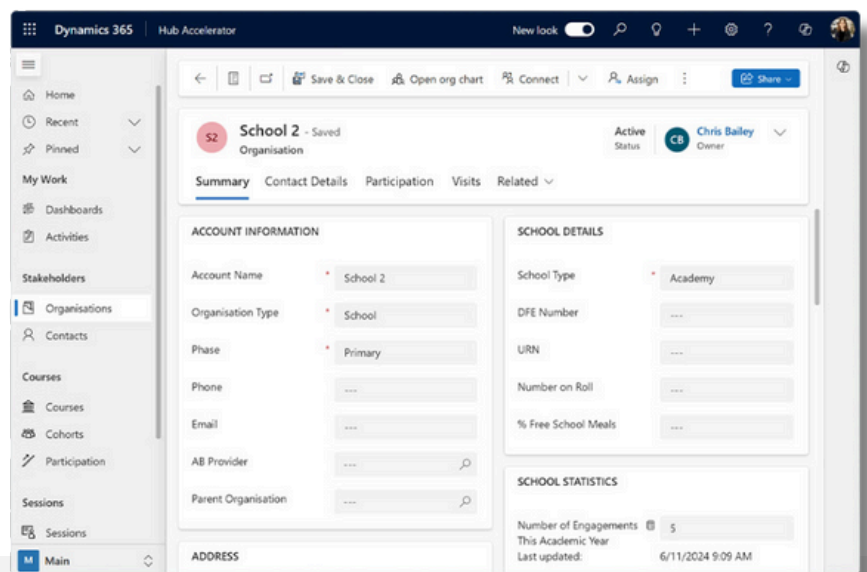 Dynamics 365 Hub Accelerator New look
Home
Recent
Pinned
My Work
Dashboards
Activities
Stakeholders
Organisations
Contacts
Courses
Courses
Cohorts
Participation
Sessions
Sessions
M Main
Save & Close Open org chart Connect Assign Share
S2 School 2 - Saved
Organisation
Active
Status
CB Chris Bailey
Owner
Summary Contact Details Participation Visits Related
ACCOUNT INFORMATION
Account Name * School 2
Organisation Type * School
Phase * Primary
Phone ---
Email ---
AB Provider ---
Parent Organisation ---
ADDRESS
SCHOOL DETAILS
School Type * Academy
DFE Number ---
URN ---
Number on Roll ---
% Free School Meals ---
SCHOOL STATISTICS
Number of Engagements 5
This Academic Year
Last updated: 6/11/2024 9:09 AM